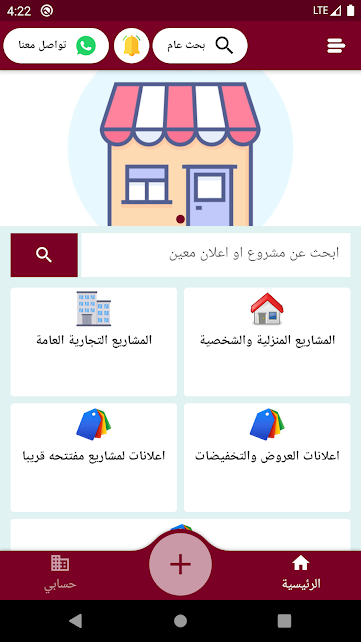 4:22
LTE
بحث عام
تواصل معنا
ابحث عن مشروع او اعلان معين
المشاريع المنزلية والشخصية
المشاريع التجارية العامة
اعلانات العروض والتخفيضات
اعلانات لمشاريع مفتتحه قريبا
الرئيسية
حسابي